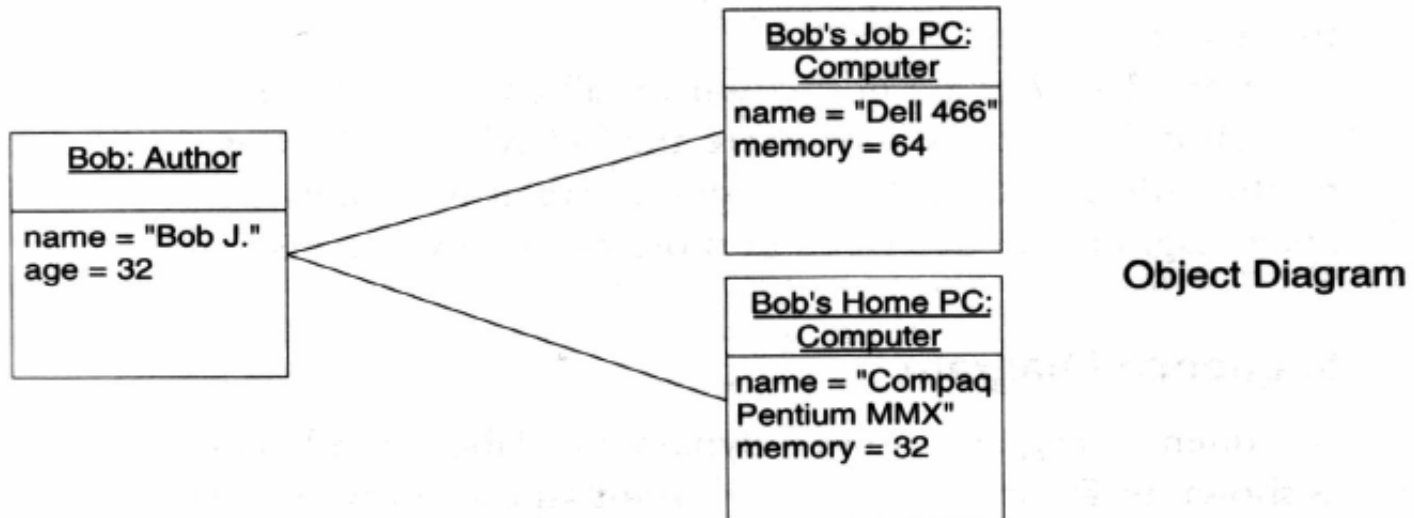 Bob: Author
name = "Bob J."
age = 32
Bob's Job PC:
Computer
name = "Dell 466"
memory = 64
Bob's Home PC:
Computer
name = "Compaq
Pentium MMX"
memory = 32
Object Diagram